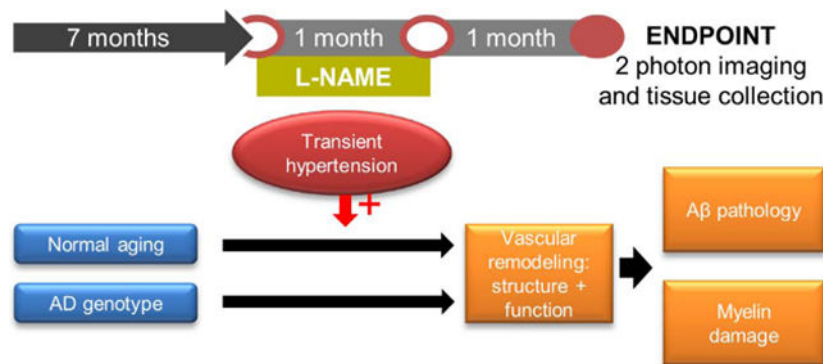 7 months
1 month
1 month
ENDPOINT
2 photon imaging
and tissue collection
L-NAME
Transient
hypertension
+
Normal aging
AD genotype
Vascular
remodeling:
structure +
function
Aβ pathology
Myelin
damage